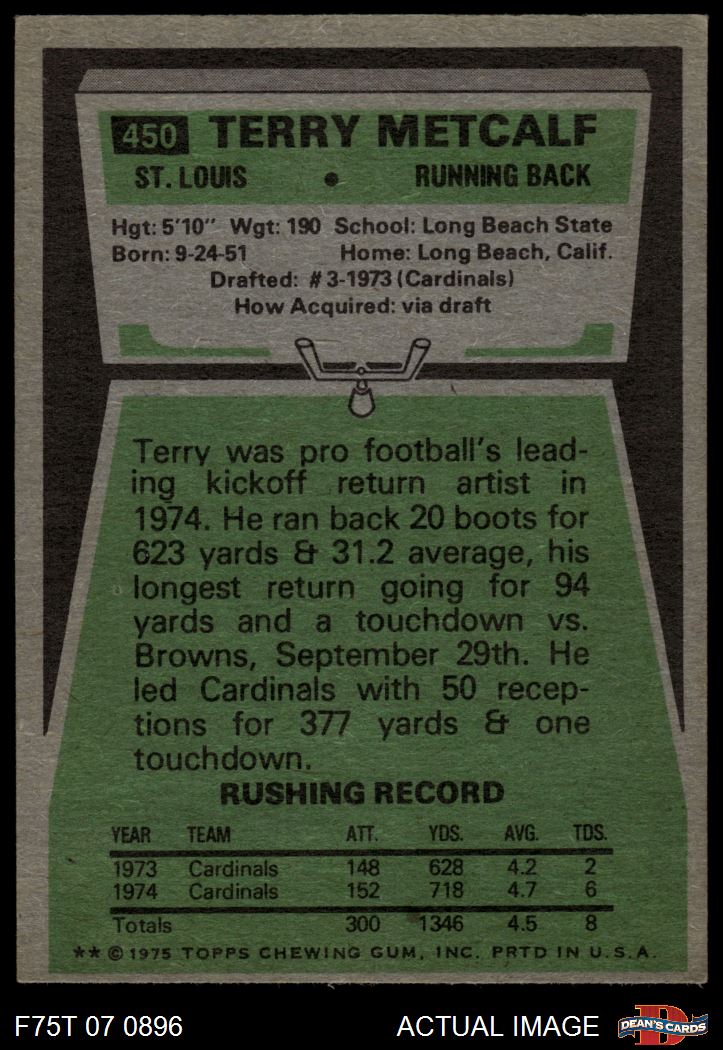 450 TERRY METCALF
ST. LOUIS • RUNNING BACK
Hgt: 5'10" Wgt: 190 School: Long Beach State
Born: 9-24-51 Home: Long Beach, Calif.
Drafted: #3-1973 (Cardinals)
How Acquired: via draft
Terry was pro football's lead-
ing kickoff return artist in
1974. He ran back 20 boots for
623 yards & 31.2 average, his
longest return going for 94
yards and a touchdown vs.
Browns, September 29th. He
led Cardinals with 50 recep-
tions for 377 yards & one
touchdown.
RUSHING RECORD
YEAR TEAM ATT. YDS. AVG. TDS.
1973 Cardinals 148 628 4.2 2
1974 Cardinals 152 718 4.7 6
Totals 300 1346 4.5 8
** © 1975 TOPPS CHEWING GUM, INC. PRTD IN U.S.A.
F75T 07 0896 ACTUAL IMAGE D DEAN'S CARDS